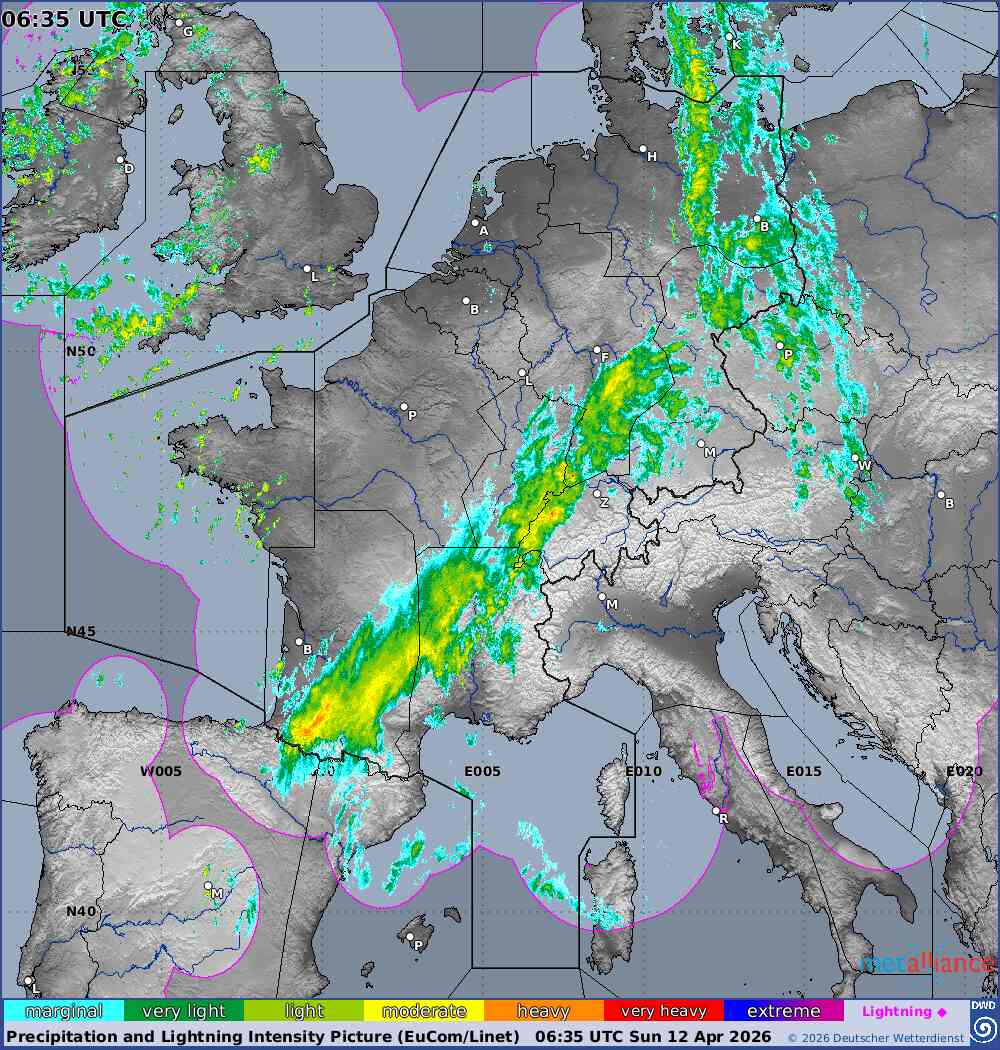 06:35 UTC
G
K
N55
D
H
A
B
L
B
N50
F
P
L
P
M
W
Z
B
M
N45
B
W005
0
E005
E010
E015
E020
R
M
N40
P
L
metalliance
marginal very light light moderate heavy very heavy extreme Lightning ◆
DWD
Precipitation and Lightning Intensity Picture (EuCom/Linet) 06:35 UTC Sun 12 Apr 2026 © 2026 Deutscher Wetterdienst